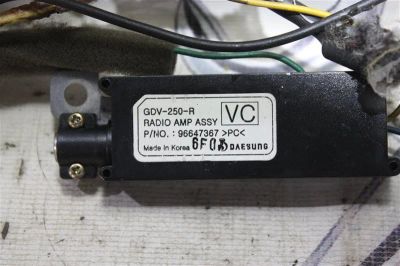 GDV-250-R
VC
RADIO AMP ASSY
P/NO. : 96647367 >PC<
Made in Korea DAESUNG